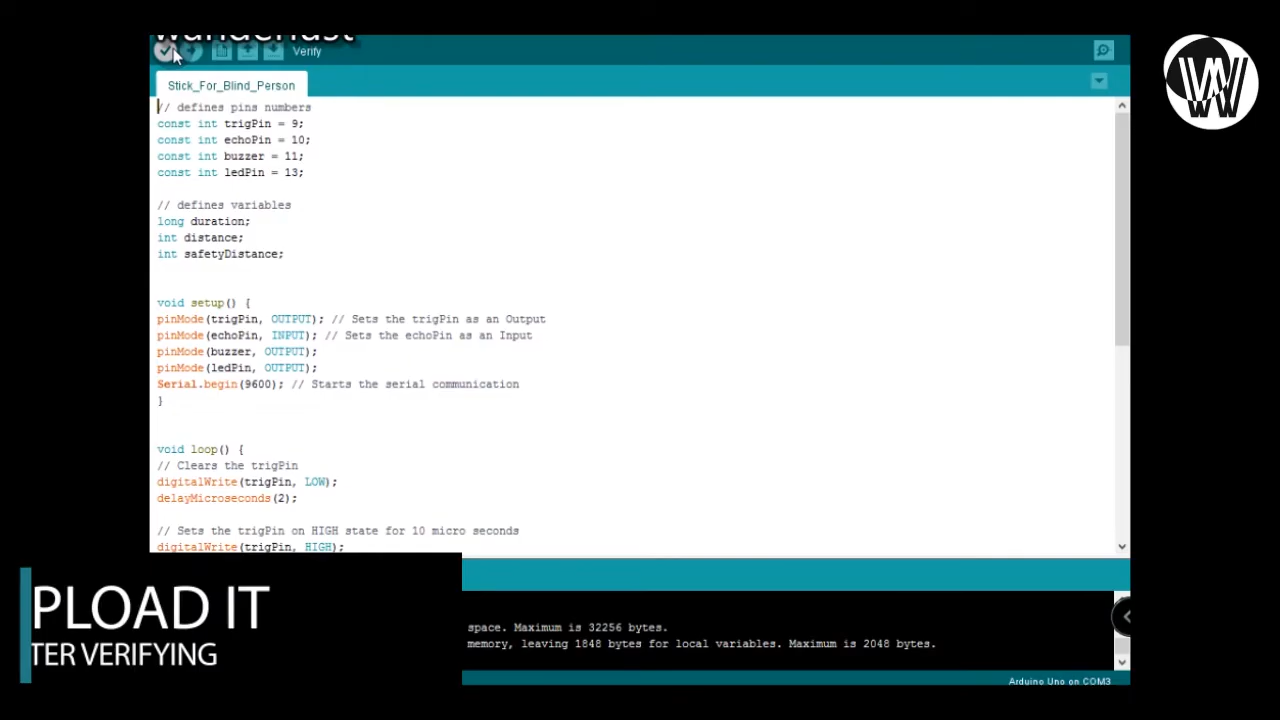 wanderlust
Verify
Stick_For_Blind_Person
// defines pins numbers
const int trigPin = 9;
const int echoPin = 10;
const int buzzer = 11;
const int ledPin = 13;
// defines variables
long duration;
int distance;
int safetyDistance;
void setup() {
pinMode(trigPin, OUTPUT); // Sets the trigPin as an Output
pinMode(echoPin, INPUT); // Sets the echoPin as an Input
pinMode(buzzer, OUTPUT);
pinMode(ledPin, OUTPUT);
Serial.begin(9600); // Starts the serial communication
}
void loop() {
// Clears the trigPin
digitalWrite(trigPin, LOW);
delayMicroseconds(2);
// Sets the trigPin on HIGH state for 10 micro seconds
digitalWrite(trigPin, HIGH);
PLOAD IT
TER VERIFYING
space. Maximum is 32256 bytes.
memory, leaving 1848 bytes for local variables. Maximum is 2048 bytes.
Arduino Uno on COM3
W